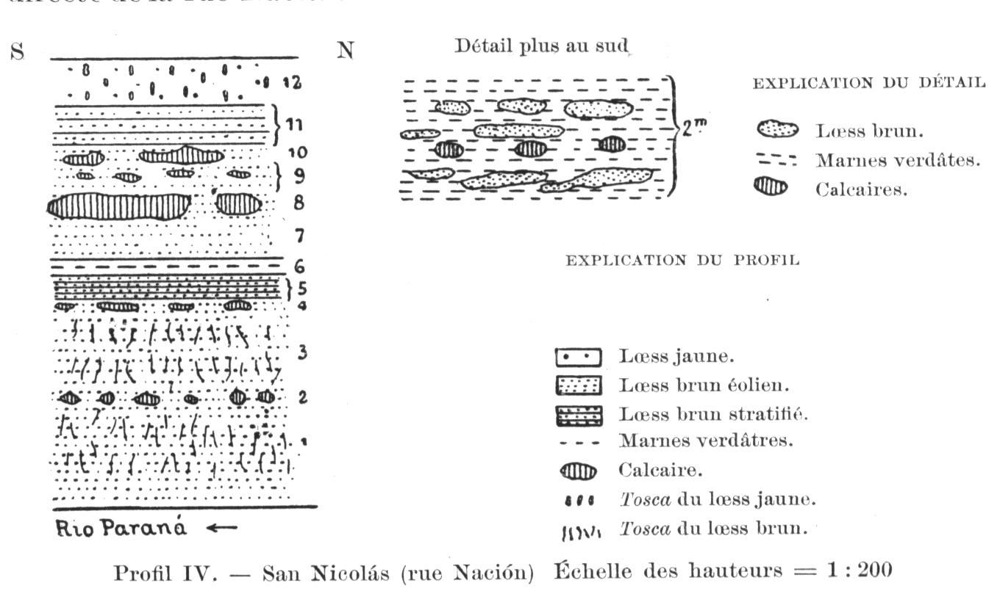 S
N
12
11
10
9
8
7
6
5
4
3
2
1
Rio Paraná ←
Détail plus au sud
2 m
EXPLICATION DU DÉTAIL
Lœss brun.
Marnes verdâtes.
Calcaires.
EXPLICATION DU PROFIL
Lœss jaune.
Lœss brun éolien.
Lœss brun stratifié.
Marnes verdâtres.
Calcaire.
Tosca du lœss jaune.
Tosca du lœss brun.
Profil IV. — San Nicolás (rue Nación) Échelle des hauteurs = 1 : 200